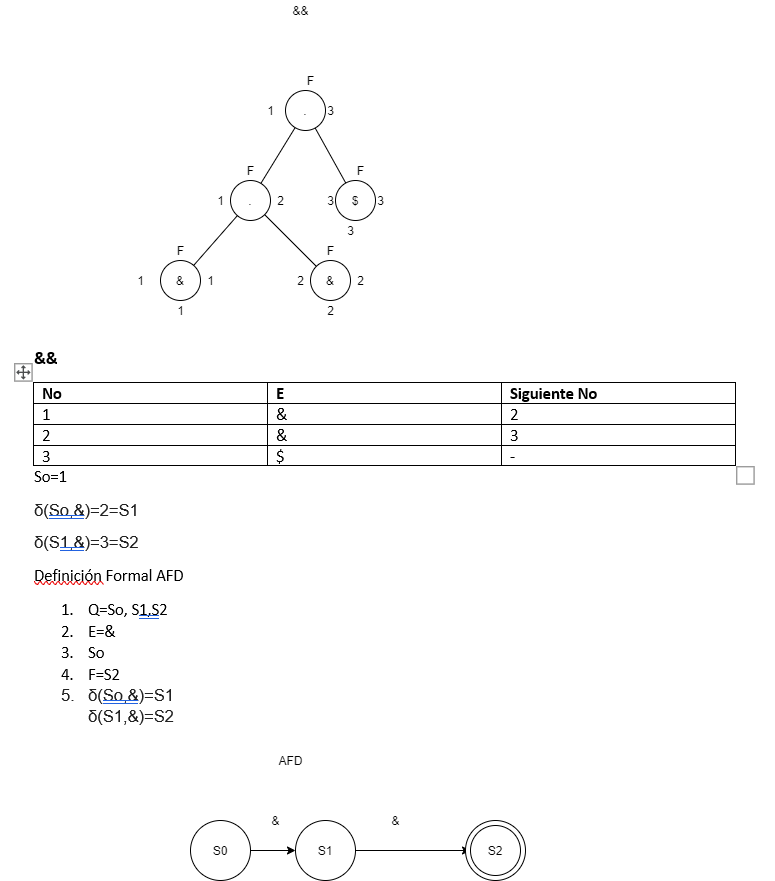 &&
F
1 . 3
F F
1 . 2 3 $ 3
3
F F
1 & 1 2 & 2
1 2
&&
No E Siguiente No
1 & 2
2 & 3
3 $ -
So=1
δ(So,&)=2=S1
δ(S1,&)=3=S2
Definición Formal AFD
1. Q=So, S1,S2
2. E=&
3. So
4. F=S2
5. δ(So,&)=S1
δ(S1,&)=S2
AFD
& &
S0 S1 S2